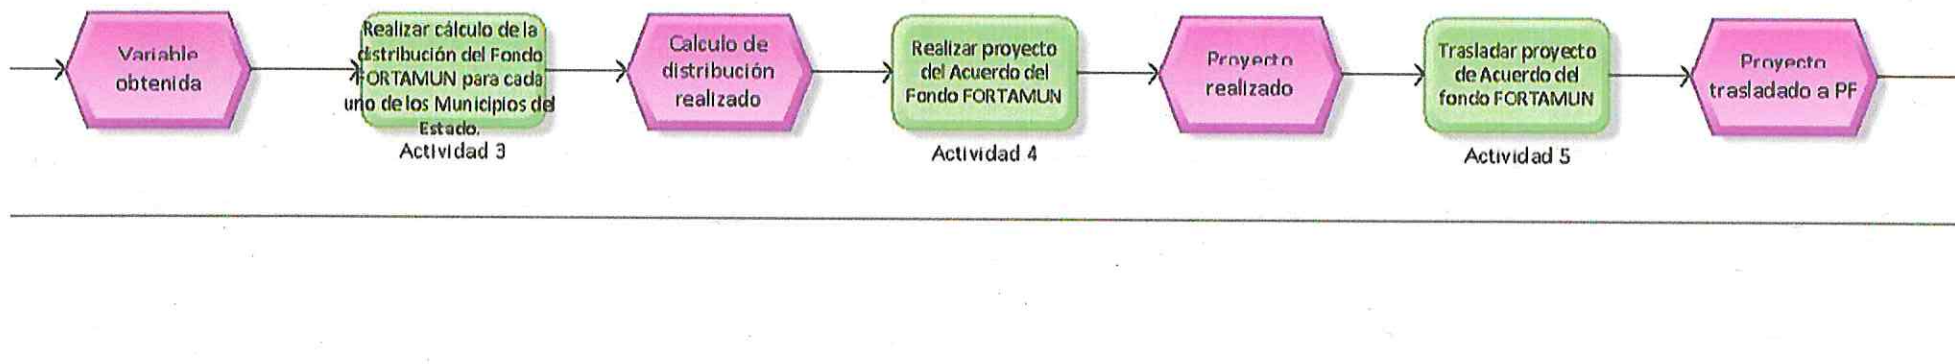 Variable
obtenida
Realizar cálculo de la
distribución del Fondo
FORTAMUN para cada
uno de los Municipios del
Estado.
Actividad 3
Calculo de
distribución
realizado
Realizar proyecto
del Acuerdo del
Fondo FORTAMUN
Actividad 4
Proyecto
realizado
Trasladar proyecto
de Acuerdo del
fondo FORTAMUN
Actividad 5
Proyecto
trasladado a PF